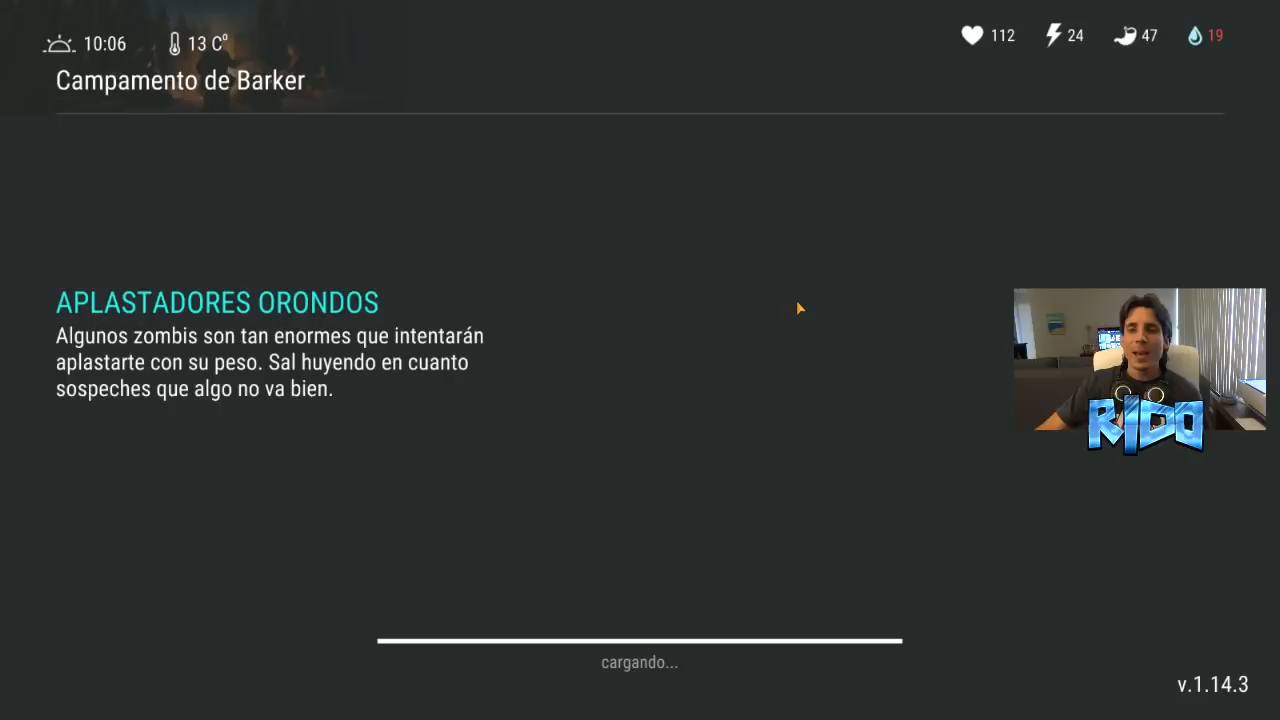 10:06 13 Cº
112 24 47 19
Campamento de Barker
APLASTADORES ORONDOS
Algunos zombis son tan enormes que intentarán
aplastarte con su peso. Sal huyendo en cuanto
sospeches que algo no va bien.
RIDO
cargando...
v.1.14.3